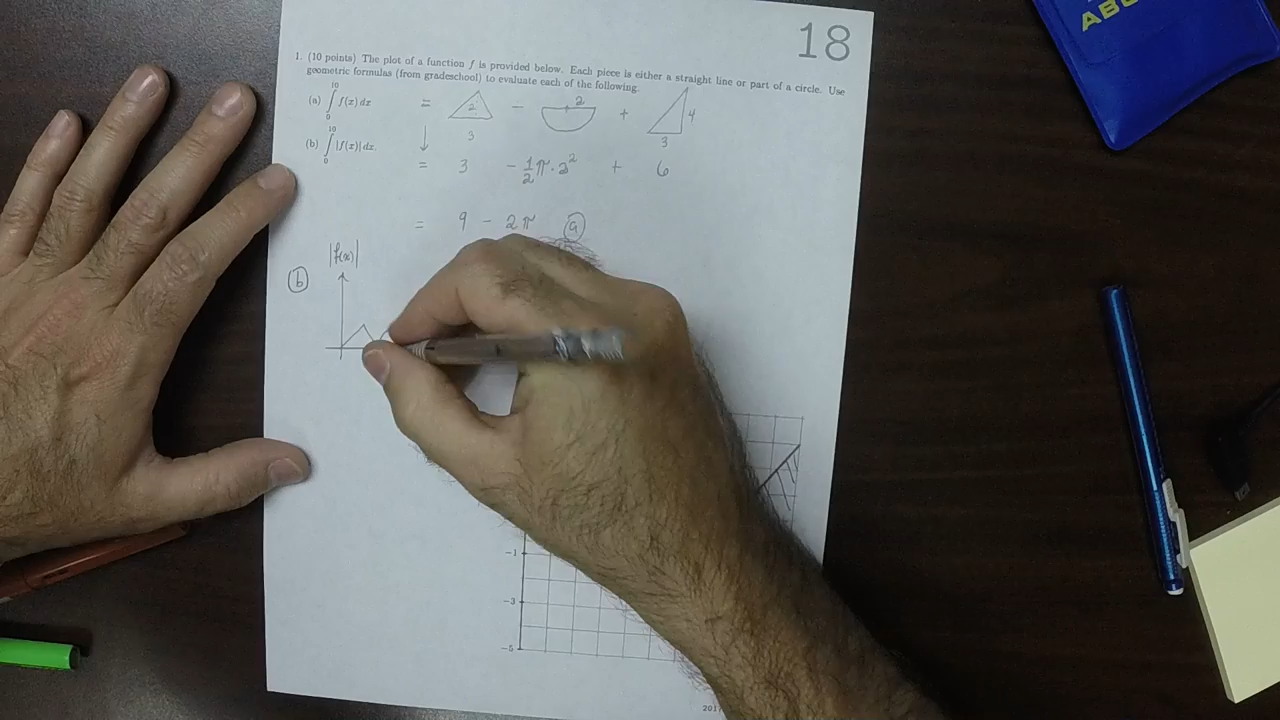 18
1. (10 points) The plot of a function f is provided below. Each piece is either a straight line or part of a circle. Use
geometric formulas (from gradeschool) to evaluate each of the following.
(a) ∫₀¹⁰ f(x) dx = 2 3 − 2 + 4 3
(b) ∫₀¹⁰ |f(x)| dx.
= 3 − 1/2 π · 2² + 6
= 9 − 2π (a)
|f(x)|
(b)
−1
−3
−5
ABC